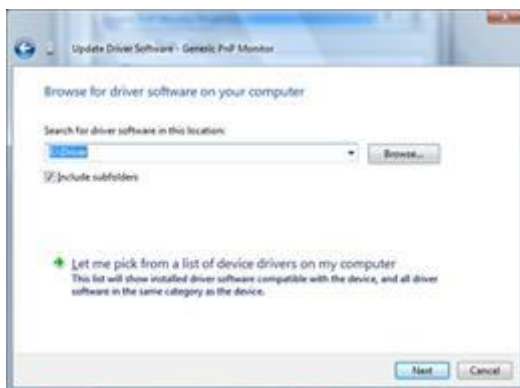 Update Driver Software - Generic PnP Monitor
Browse for driver software on your computer
Search for driver software in this location:
Browse...
Include subfolders
Let me pick from a list of device drivers on my computer
This list will show installed driver software compatible with the device, and all driver
software in the same category as the device.
Next
Cancel